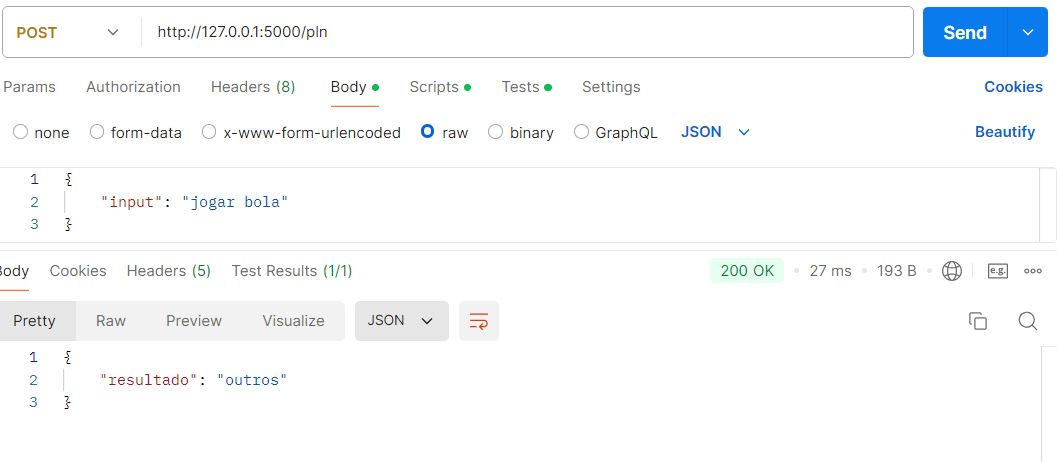 POST http://127.0.0.1:5000/pln Send
Params Authorization Headers (8) Body Scripts Tests Settings Cookies
none form-data x-www-form-urlencoded raw binary GraphQL JSON Beautify
1 {
2 "input": "jogar bola"
3 }
Body Cookies Headers (5) Test Results (1/1) 200 OK 27 ms 193 B e.g.
Pretty Raw Preview Visualize JSON
1 {
2 "resultado": "outros"
3 }